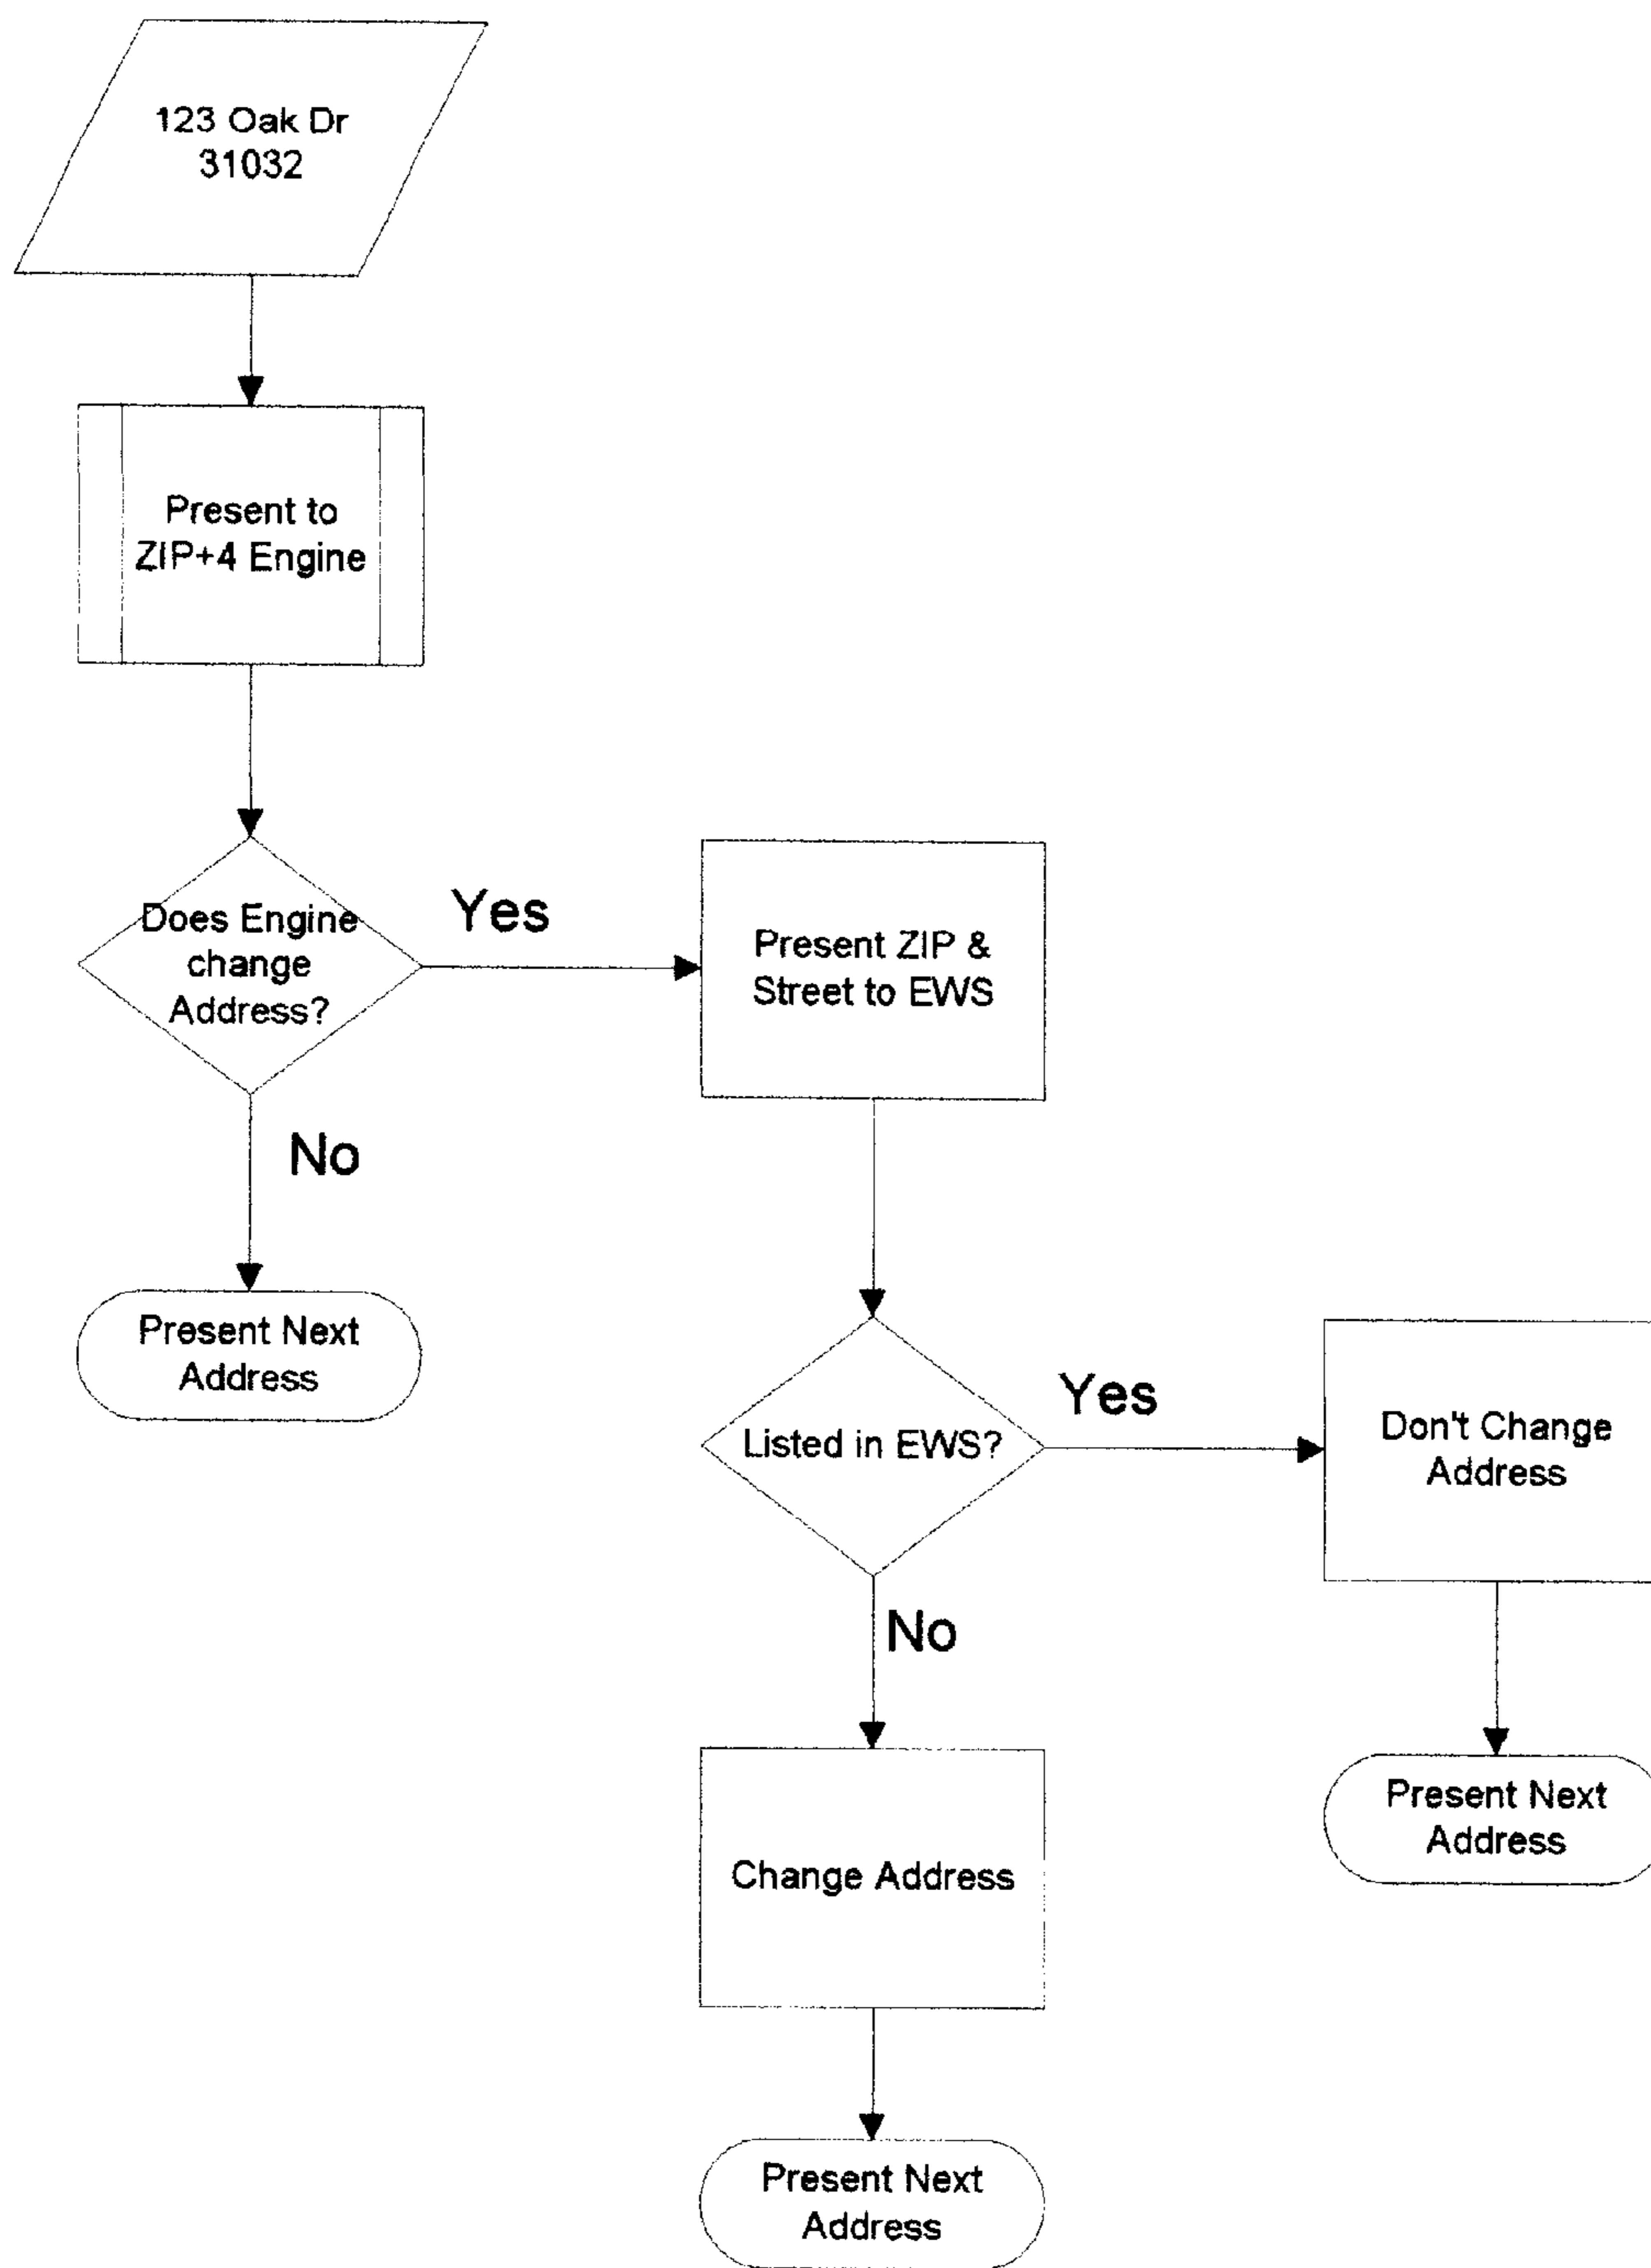 123 Oak Dr
31032
Present to
ZIP+4 Engine
Does Engine
change
Address?
Yes
Present ZIP &
Street to EWS
No
Present Next
Address
Listed in EWS?
Yes
Don't Change
Address
No
Change Address
Present Next
Address
Present Next
Address